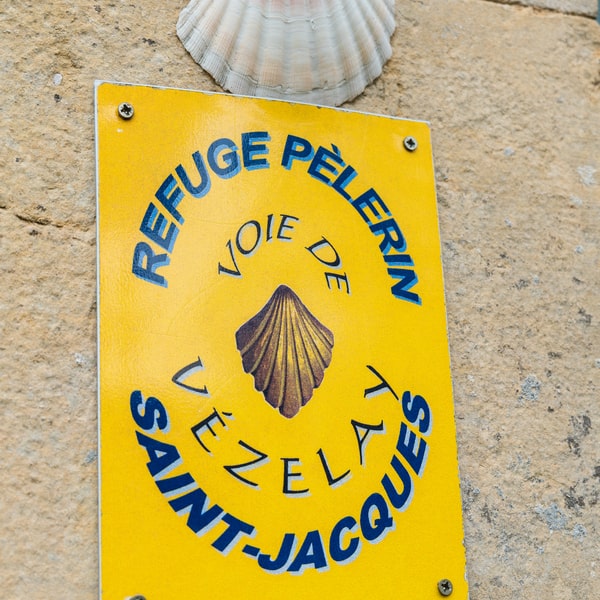 REFUGE PÈLERIN
VOIE DE
VÉZELAY
SAINT-JACQUES